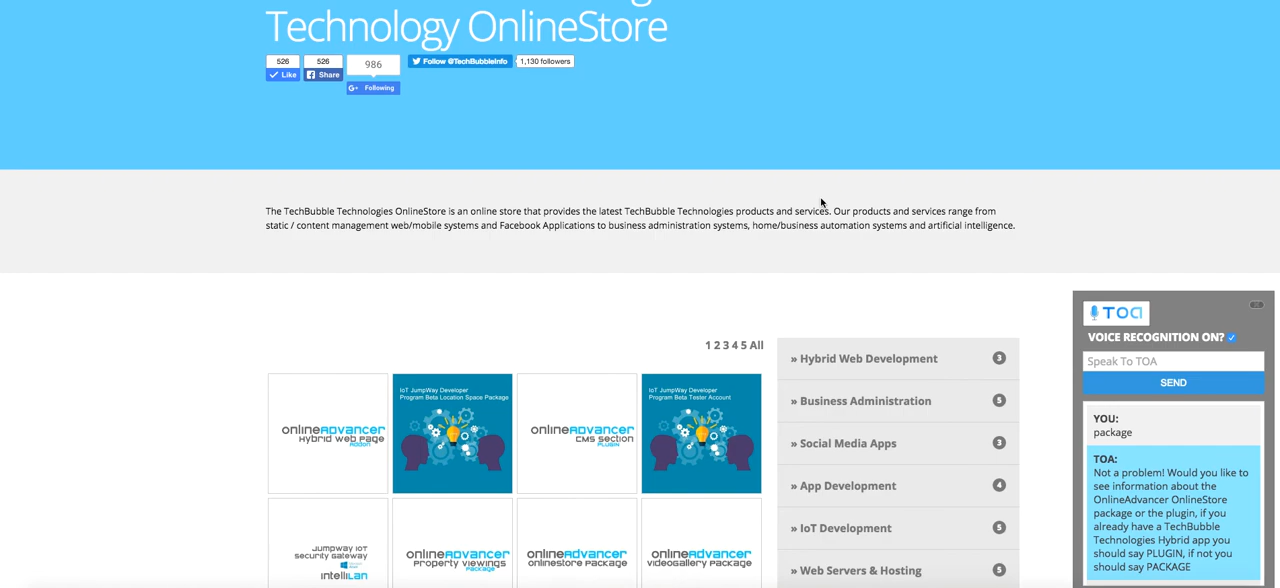 Technology OnlineStore
526
526
986
Follow @TechBubbleInfo
1,130 followers
Like
Share
G+ Following
The TechBubble Technologies OnlineStore is an online store that provides the latest TechBubble Technologies products and services. Our products and services range from
static / content management web/mobile systems and Facebook Applications to business administration systems, home/business automation systems and artificial intelligence.
1 2 3 4 5 All
onlineADVANCER
Hybrid web page
ADDON
IoT JumpWay Developer
Program Beta Location Space Package
onlineADVANCER
CMS section
PLUGIN
IoT JumpWay Developer
Program Beta Tester Account
Jumpway IoT
security gateway
intelliLan
onlineADVANCER
Property viewings
Package
onlineADVANCER
onlinestore package
onlineADVANCER
videogallery package
» Hybrid Web Development 3
» Business Administration 5
» Social Media Apps 3
» App Development 4
» IoT Development 5
» Web Servers & Hosting 5
TOA
VOICE RECOGNITION ON?
Speak To TOA
SEND
YOU:
package
TOA:
Not a problem! Would you like to
see information about the
OnlineAdvancer OnlineStore
package or the plugin, if you
already have a TechBubble
Technologies Hybrid app you
should say PLUGIN, if not you
should say PACKAGE